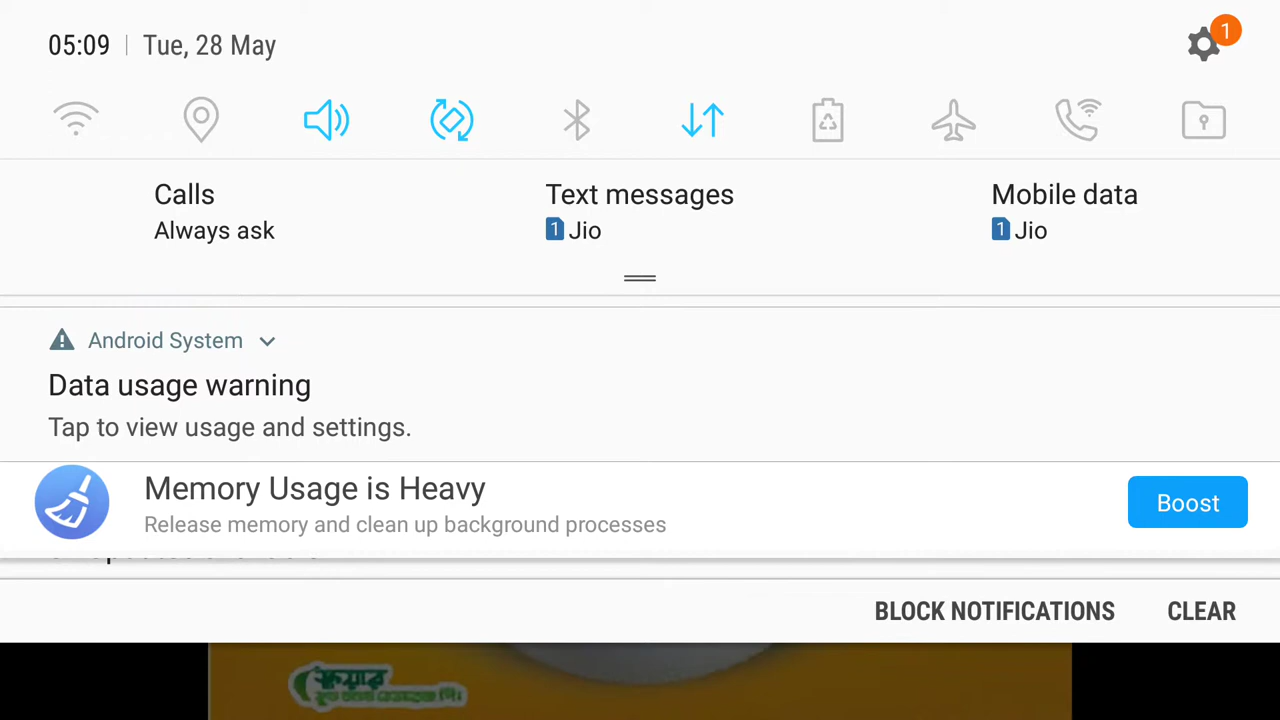 05:09 | Tue, 28 May
1
Calls
Always ask
Text messages
1 Jio
Mobile data
1 Jio
Android System
Data usage warning
Tap to view usage and settings.
Memory Usage is Heavy
Release memory and clean up background processes
Boost
BLOCK NOTIFICATIONS
CLEAR
স্কয়ার